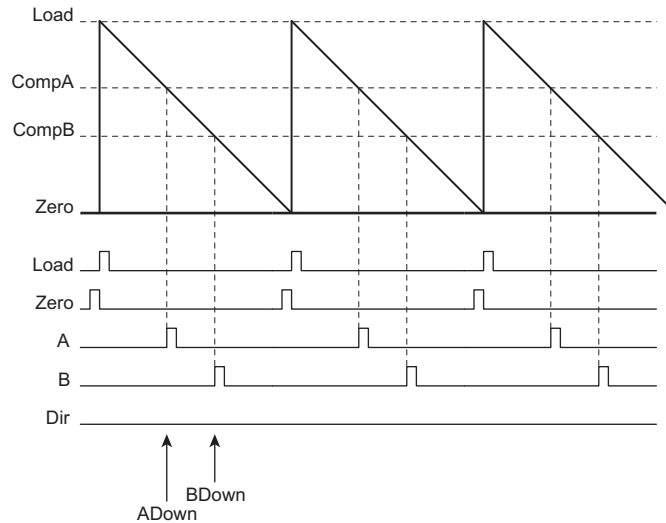 Load
CompA
CompB
Zero
Load
Zero
A
B
Dir
BDown
ADown